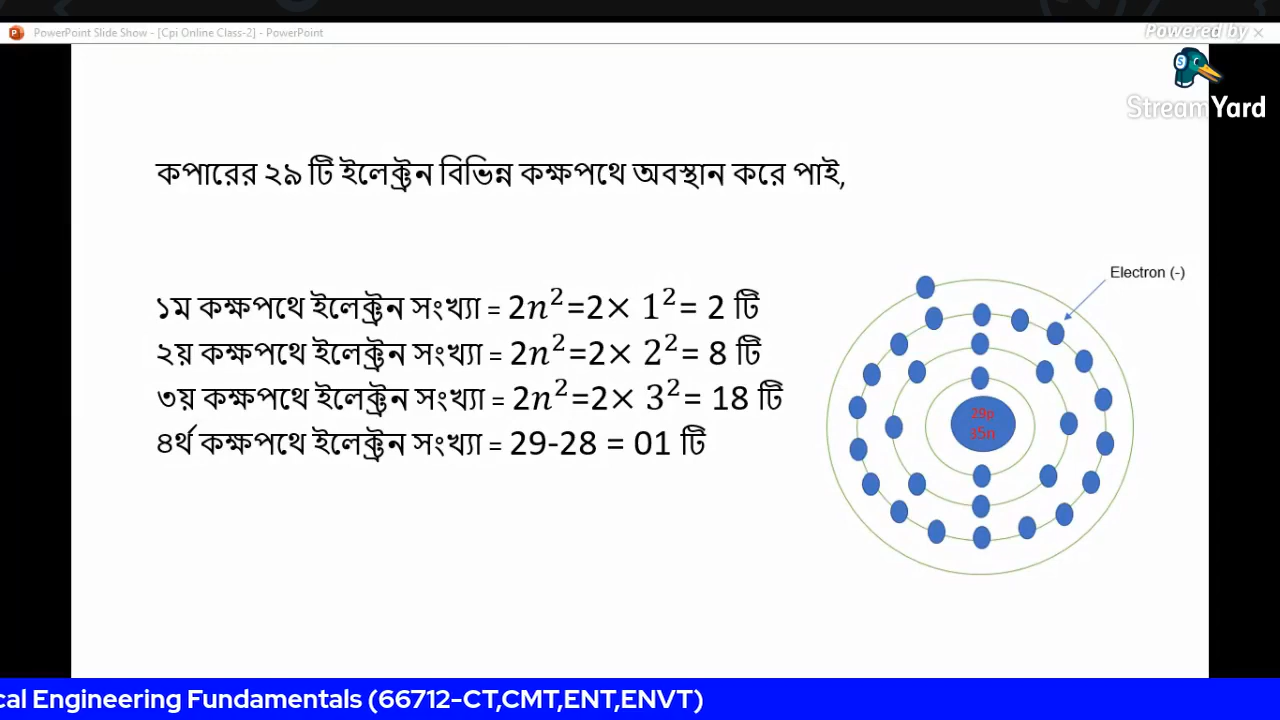 PowerPoint Slide Show - [Cpi Online Class-2] - PowerPoint
Powered by
StreamYard
কপারের ২৯ টি ইলেক্ট্রন বিভিন্ন কক্ষপথে অবস্থান করে পাই,
Electron (-)
১ম কক্ষপথে ইলেক্ট্রন সংখ্যা = 2n²=2× 1²= 2 টি
২য় কক্ষপথে ইলেক্ট্রন সংখ্যা = 2n²=2× 2²= 8 টি
৩য় কক্ষপথে ইলেক্ট্রন সংখ্যা = 2n²=2× 3²= 18 টি
৪র্থ কক্ষপথে ইলেক্ট্রন সংখ্যা = 29-28 = 01 টি
29p
35n
cal Engineering Fundamentals (66712-CT,CMT,ENT,ENVT)